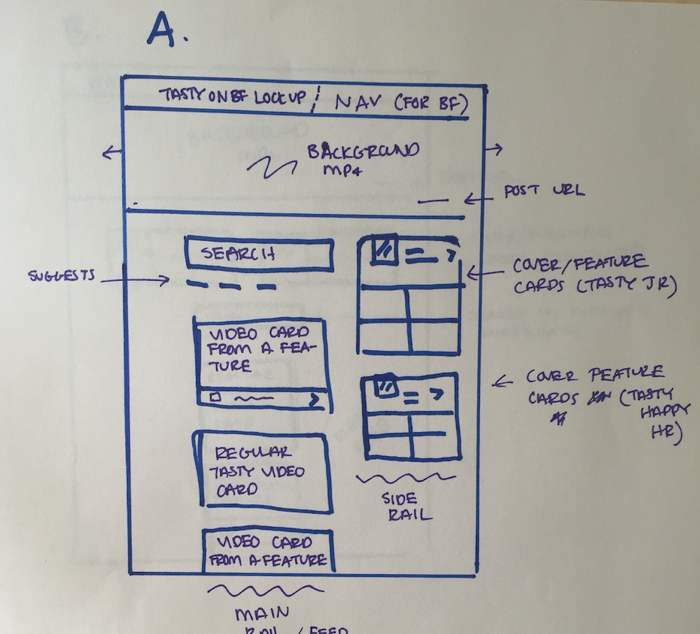 A.
TASTY ON BF LOCKUP / NAV (FOR BF)
BACKGROUND
MP4
POST URL
SEARCH
SUGGESTS
COVER/FEATURE
CARDS (TASTY JR)
VIDEO CARD
FROM A FEA-
TURE
COVER FEATURE
CARDS (TASTY
HAPPY
HR)
REGULAR
TASTY VIDEO
CARD
SIDE
RAIL
VIDEO CARD
FROM A FEATURE
MAIN
RAIL / FEED